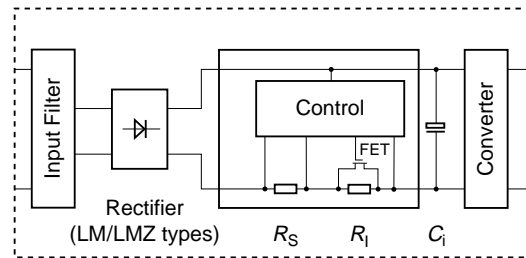 Input Filter
Control
FET
Converter
Rectifier
(LM/LMZ types)
RS
RI
Ci